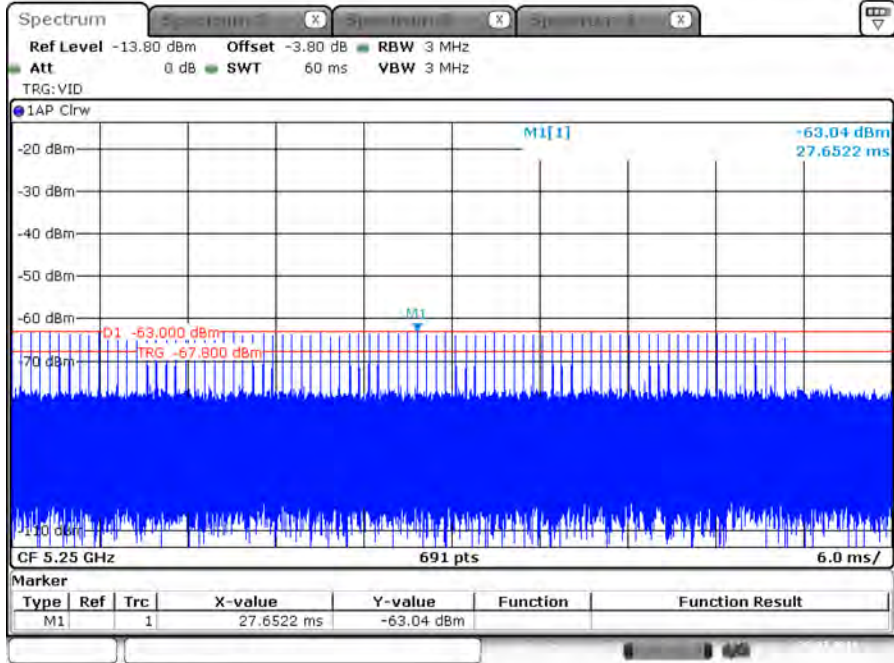 Spectrum
Ref Level -13.80 dBm Offset -3.80 dB RBW 3 MHz
Att 0 dB SWT 60 ms VBW 3 MHz
TRG:VID
1AP Clrw
M1[1] -63.04 dBm
27.6522 ms
-20 dBm
-30 dBm
-40 dBm
-50 dBm
-60 dBm
M1
D1 -63.000 dBm
TRG -67.800 dBm
-70 dBm
-110 dBm
CF 5.25 GHz 691 pts 6.0 ms/
Marker
Type Ref Trc X-value Y-value Function Function Result
M1 1 27.6522 ms -63.04 dBm